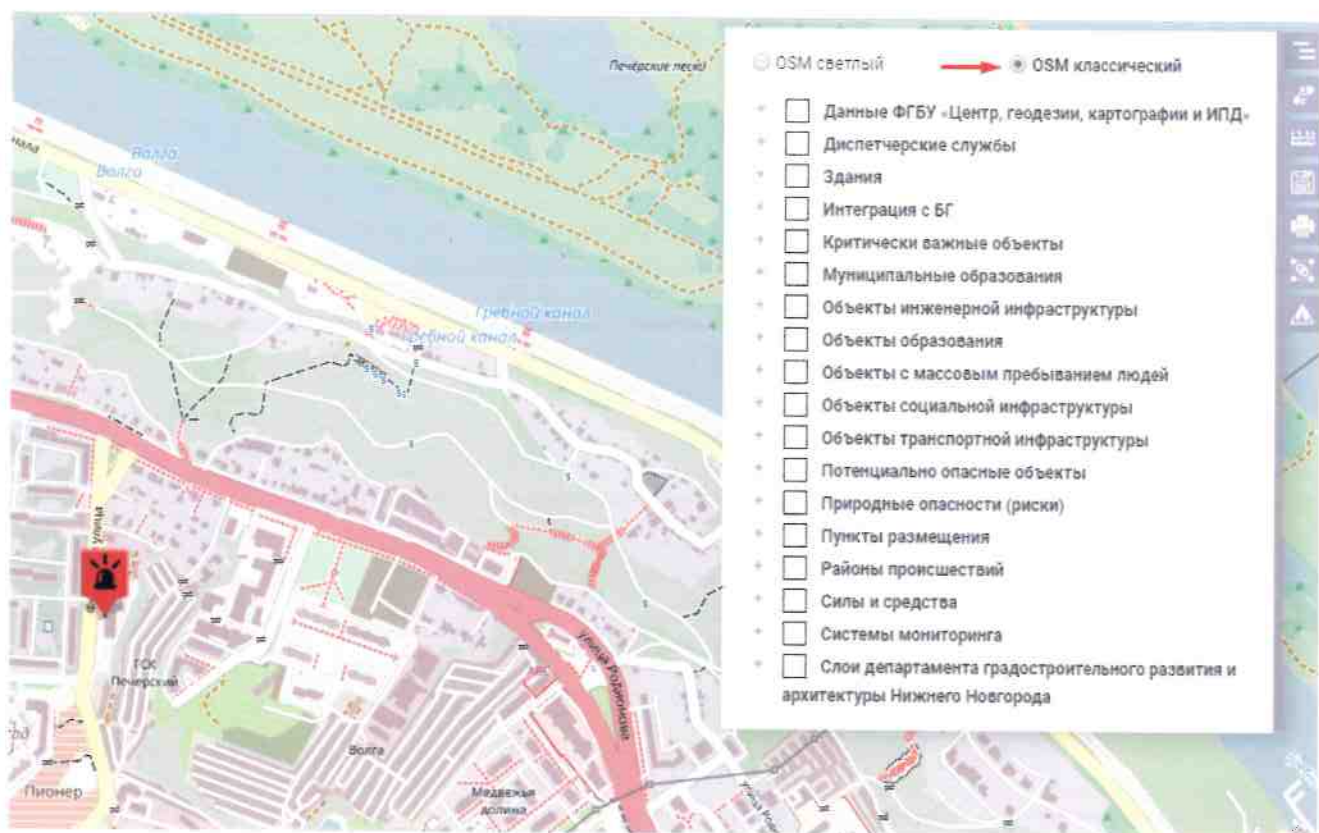 Печёрские пески
нала
Волга
Волга
Гребной канал
Гребной канал
улица
улица Родионова
ГСК
Печерский
Волга
Пионер
Медвежья
долина
OSM светлый
OSM классический
Данные ФГБУ «Центр, геодезии, картографии и ИПД»
Диспетчерские службы
Здания
Интеграция с БГ
Критически важные объекты
Муниципальные образования
Объекты инженерной инфраструктуры
Объекты образования
Объекты с массовым пребыванием людей
Объекты социальной инфраструктуры
Объекты транспортной инфраструктуры
Потенциально опасные объекты
Природные опасности (риски)
Пункты размещения
Районы происшествий
Силы и средства
Системы мониторинга
Слои департамента градостроительного развития и
архитектуры Нижнего Новгорода